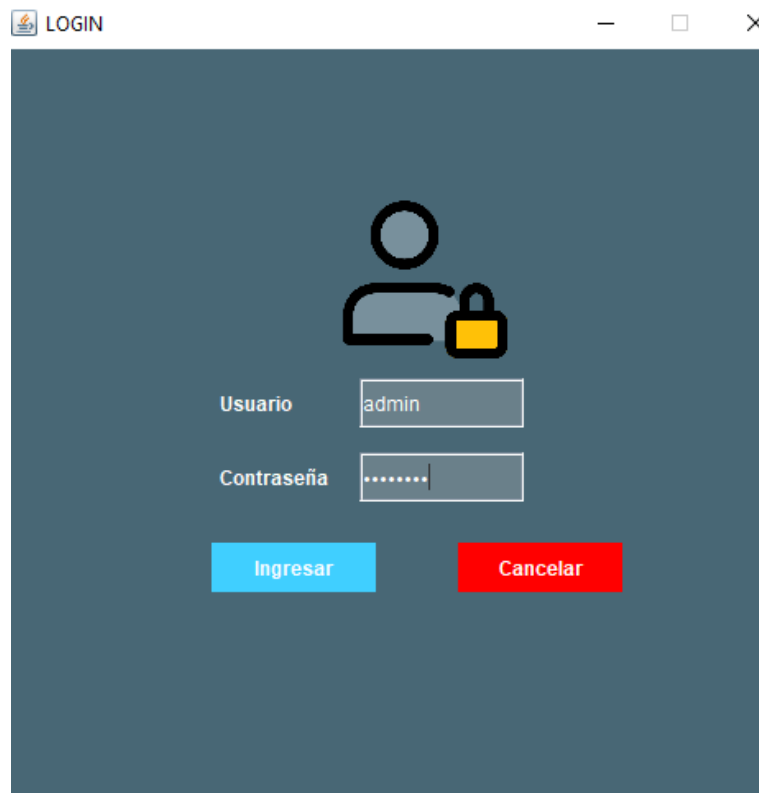 LOGIN
Usuario admin
Contraseña ••••••••
Ingresar Cancelar